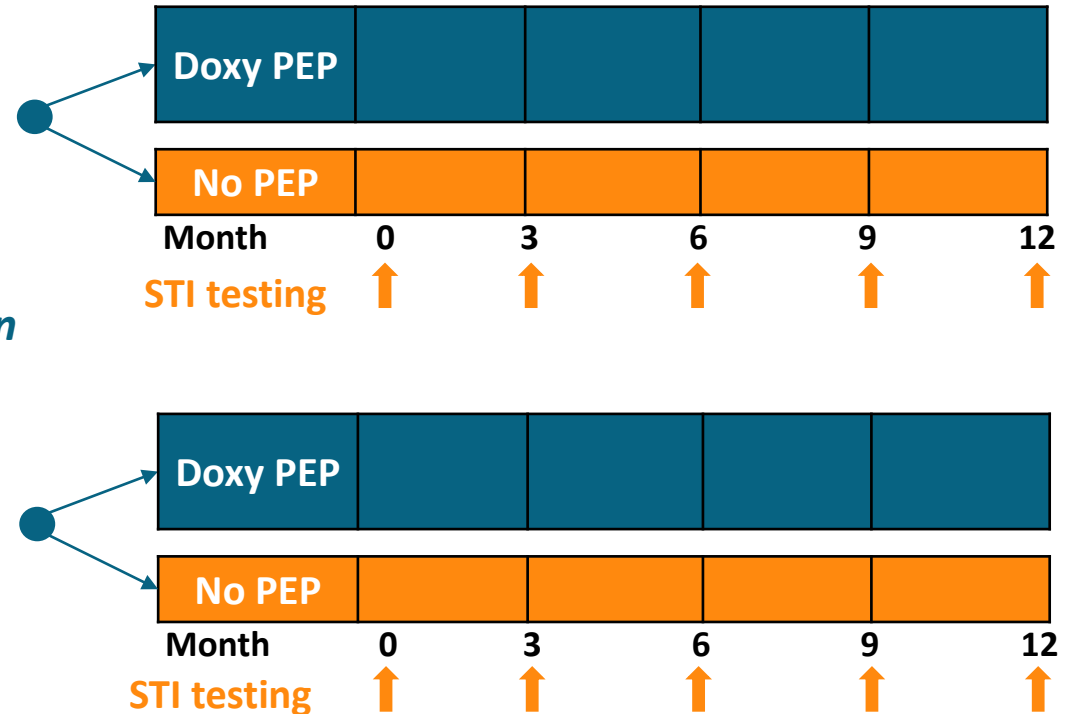 Doxy PEP
No PEP
Month 0 3 6 9 12
STI testing
n
Doxy PEP
No PEP
Month 0 3 6 9 12
STI testing